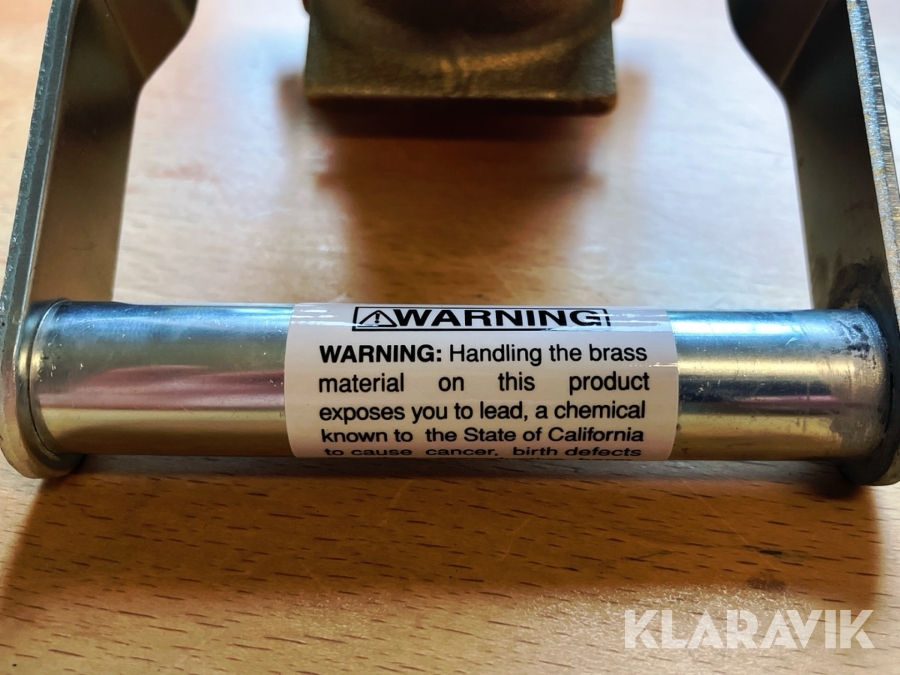 ⚠WARNING
WARNING: Handling the brass
material on this product
exposes you to lead, a chemical
known to the State of California
to cause cancer, birth defects
KLARAVIK